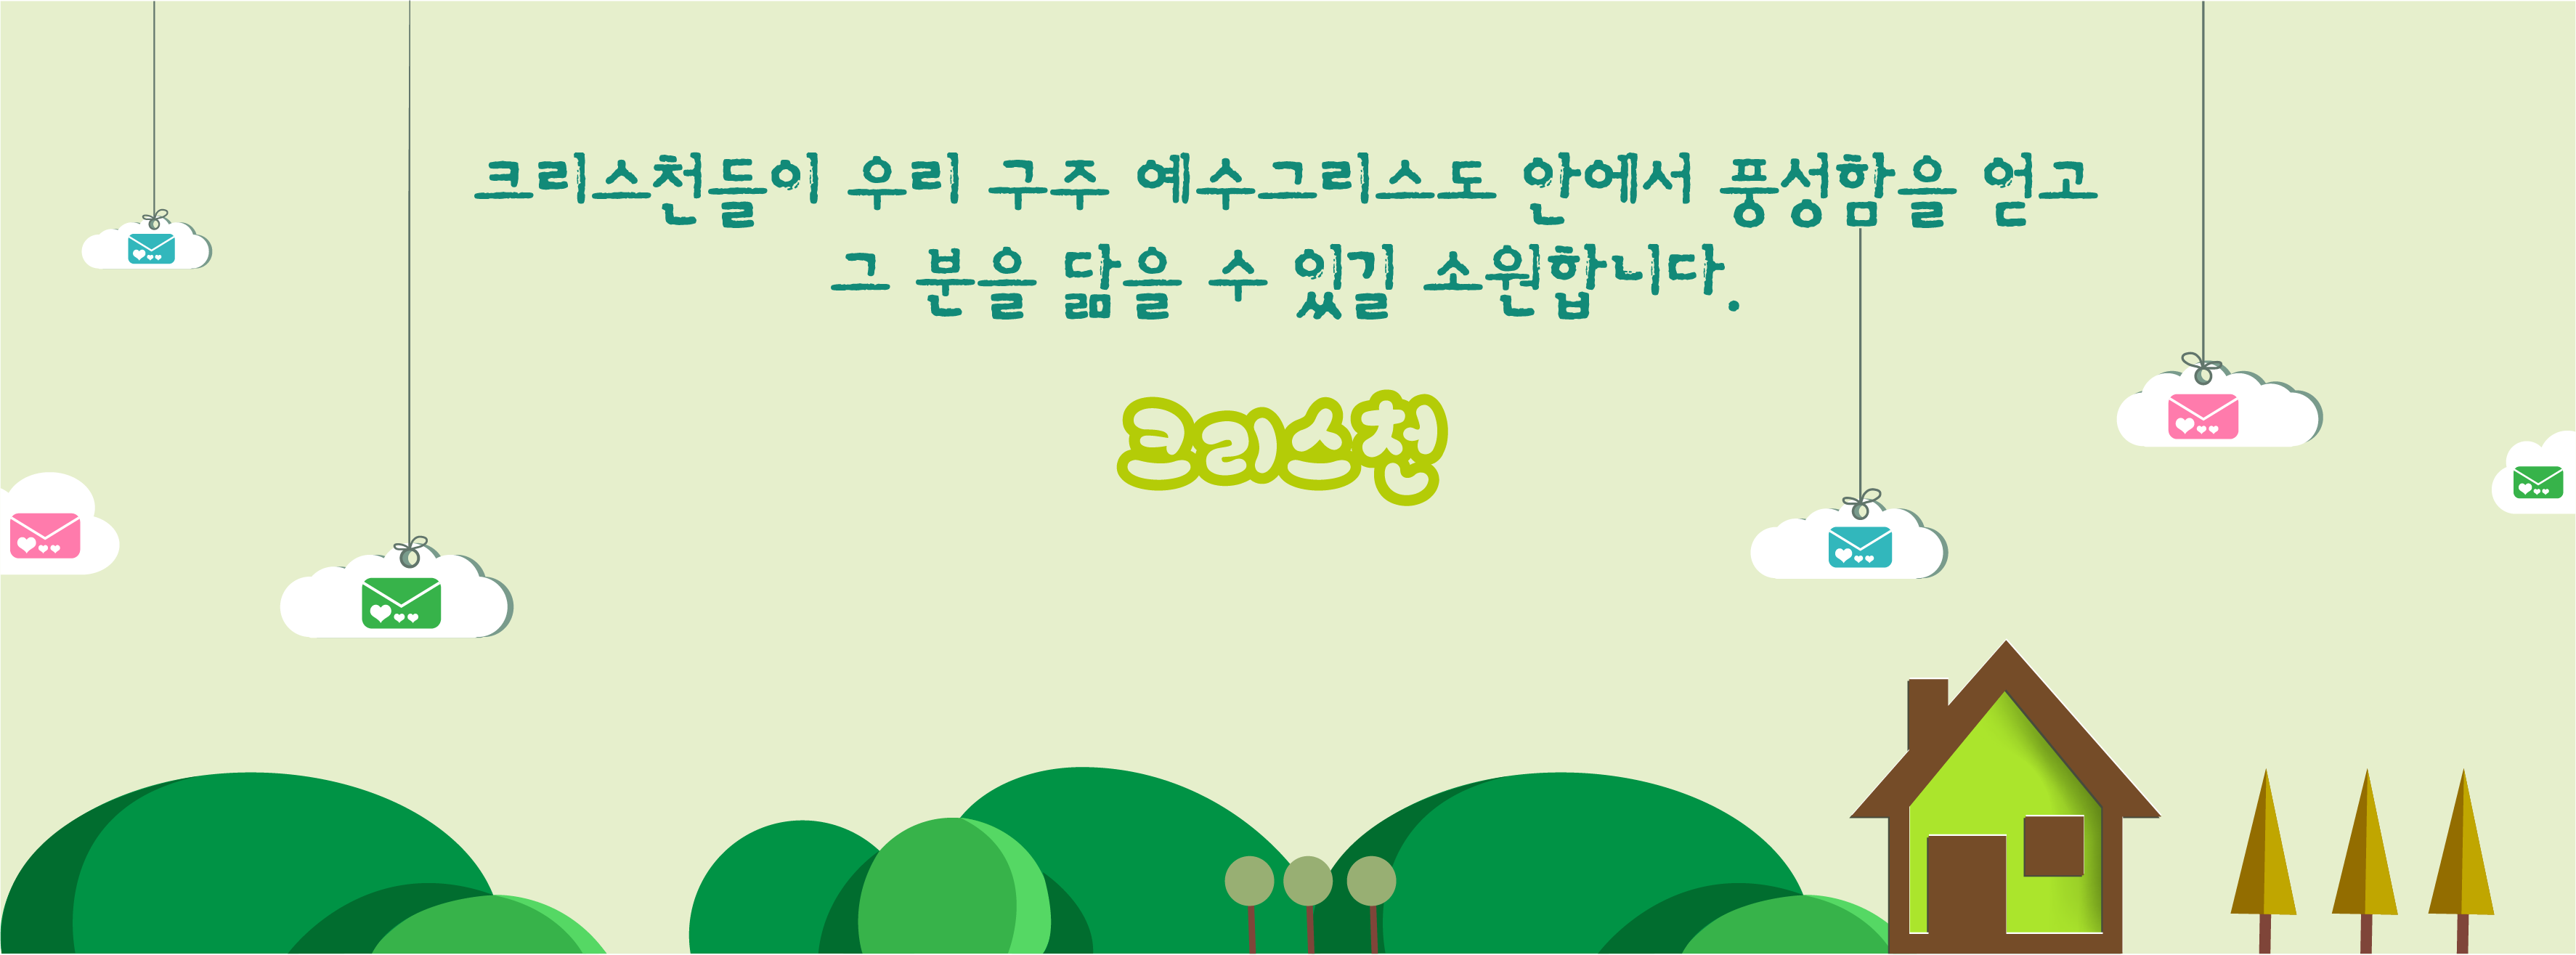 크리스천들이 우리 구주 예수그리스도 안에서 풍성함을 얻고
그 분을 닮을 수 있길 소원합니다.
크리스천